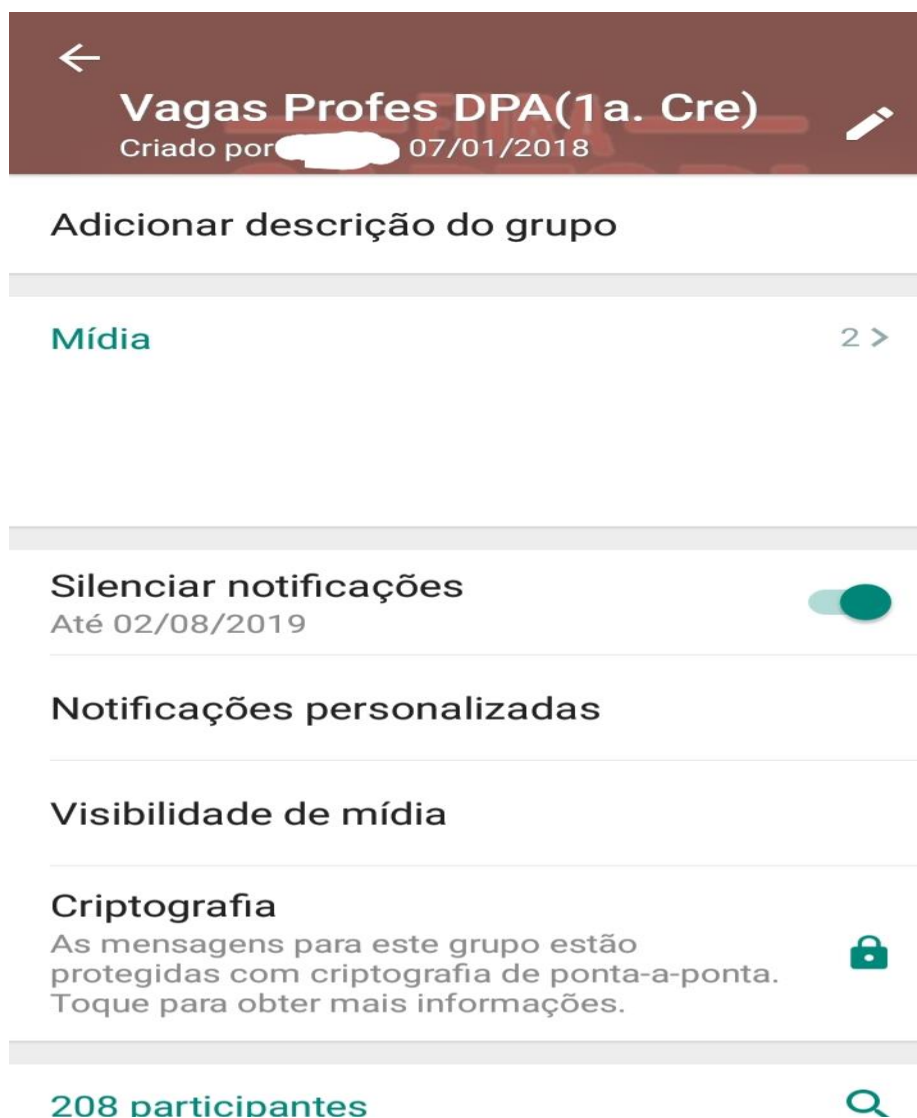 Vagas Profes DPA(1a. Cre)
Criado por 07/01/2018
Adicionar descrição do grupo
Mídia
2 >
Silenciar notificações
Até 02/08/2019
Notificações personalizadas
Visibilidade de mídia
Criptografia
As mensagens para este grupo estão
protegidas com criptografia de ponta-a-ponta.
Toque para obter mais informações.
208 participantes